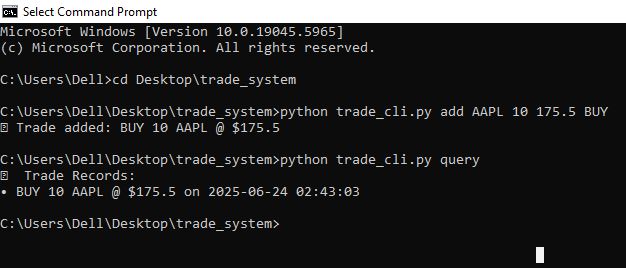 Select Command Prompt
Microsoft Windows [Version 10.0.19045.5965]
(c) Microsoft Corporation. All rights reserved.
C:\Users\Dell>cd Desktop\trade_system
C:\Users\Dell\Desktop\trade_system>python trade_cli.py add AAPL 10 175.5 BUY
Trade added: BUY 10 AAPL @ $175.5
C:\Users\Dell\Desktop\trade_system>python trade_cli.py query
Trade Records:
• BUY 10 AAPL @ $175.5 on 2025-06-24 02:43:03
C:\Users\Dell\Desktop\trade_system>